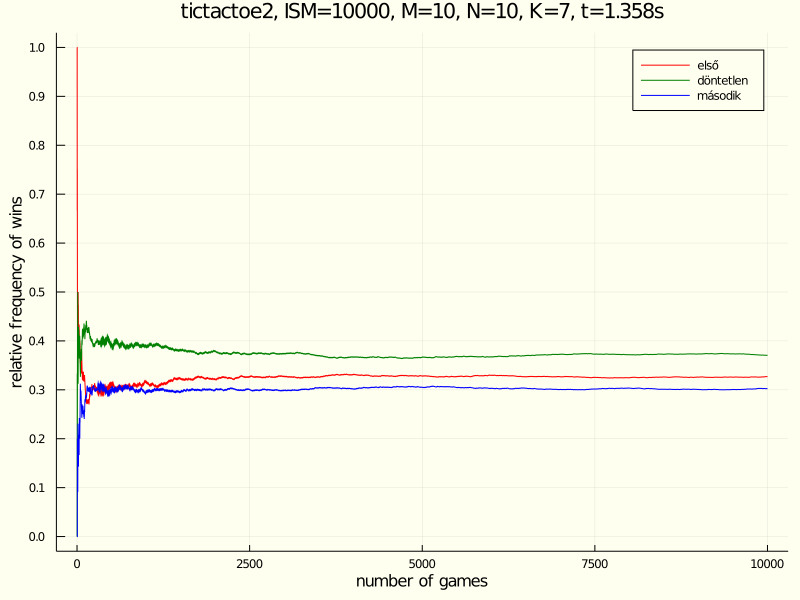 tictactoe2, ISM=10000, M=10, N=10, K=7, t=1.358s
első
döntetlen
második
relative frequency of wins
1.0
0.9
0.8
0.7
0.6
0.5
0.4
0.3
0.2
0.1
0.0
0
2500
5000
7500
10000
number of games